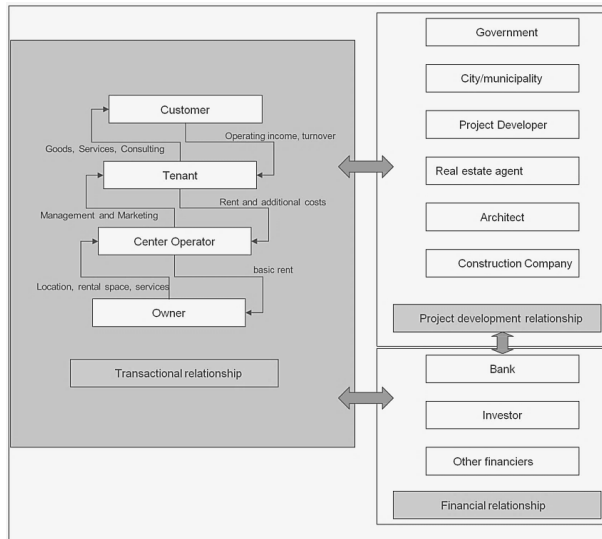 Customer
Operating income, turnover
Goods, Services, Consulting
Tenant
Rent and additional costs
Management and Marketing
Center Operator
basic rent
Location, rental space, services
Owner
Transactional relationship
Government
City/municipality
Project Developer
Real estate agent
Architect
Construction Company
Project development relationship
Bank
Investor
Other financiers
Financial relationship